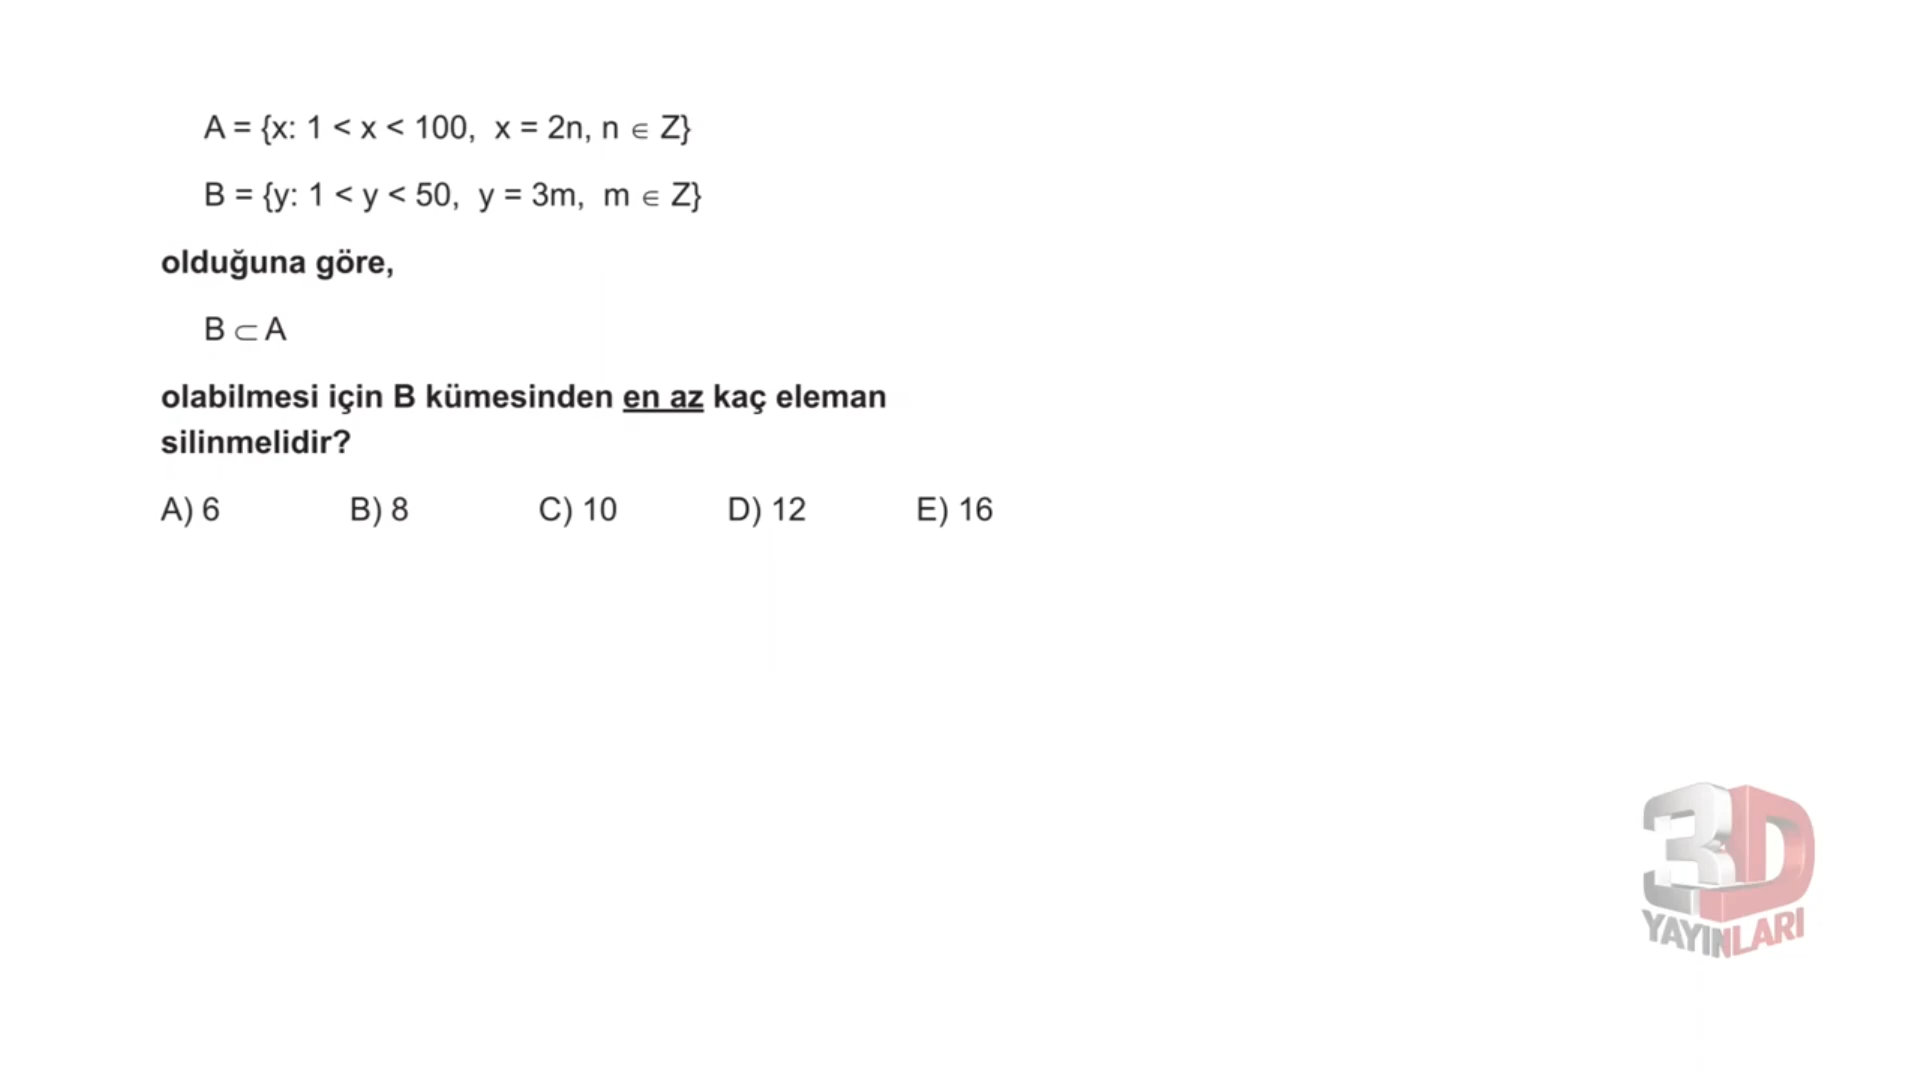 A = {x: 1 < x < 100, x = 2n, n ∈ Z}
B = {y: 1 < y < 50, y = 3m, m ∈ Z}
olduğuna göre,
B ⊂ A
olabilmesi için B kümesinden en az kaç eleman
silinmelidir?
A) 6 B) 8 C) 10 D) 12 E) 16
3D
YAYINLARI